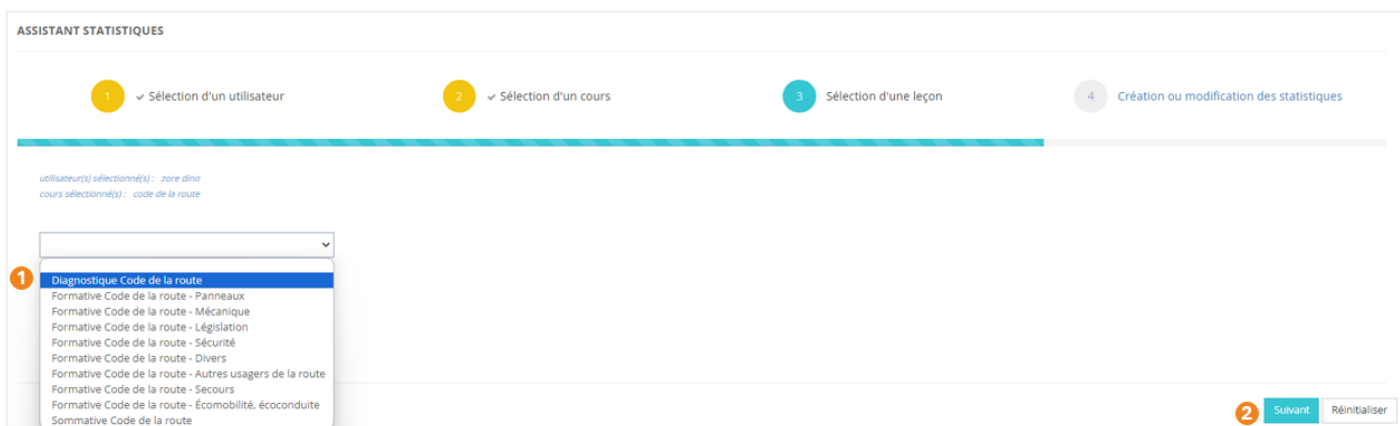 ASSISTANT STATISTIQUES
1 ✔ Sélection d'un utilisateur
2 ✔ Sélection d'un cours
3 Sélection d'une leçon
4 Création ou modification des statistiques
utilisateur(s) sélectionné(s) : zore dino
cours sélectionné(s) : code de la route
1
Diagnostique Code de la route
Formative Code de la route - Panneaux
Formative Code de la route - Mécanique
Formative Code de la route - Législation
Formative Code de la route - Sécurité
Formative Code de la route - Divers
Formative Code de la route - Autres usagers de la route
Formative Code de la route - Secours
Formative Code de la route - Écomobilité, écoconduite
Sommative Code de la route
2 Suivant Réinitialiser